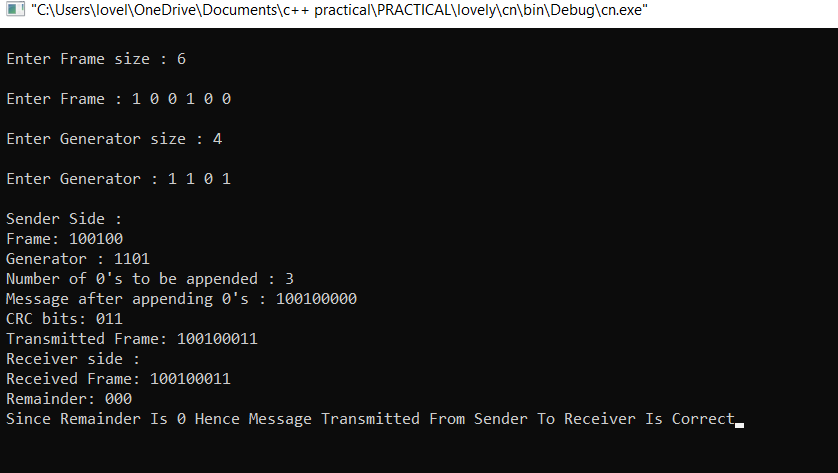 "C:\Users\lovel\OneDrive\Documents\c++ practical\PRACTICAL\lovely\cn\bin\Debug\cn.exe"
Enter Frame size : 6
Enter Frame : 1 0 0 1 0 0
Enter Generator size : 4
Enter Generator : 1 1 0 1
Sender Side :
Frame: 100100
Generator : 1101
Number of 0's to be appended : 3
Message after appending 0's : 100100000
CRC bits: 011
Transmitted Frame: 100100011
Receiver side :
Received Frame: 100100011
Remainder: 000
Since Remainder Is 0 Hence Message Transmitted From Sender To Receiver Is Correct